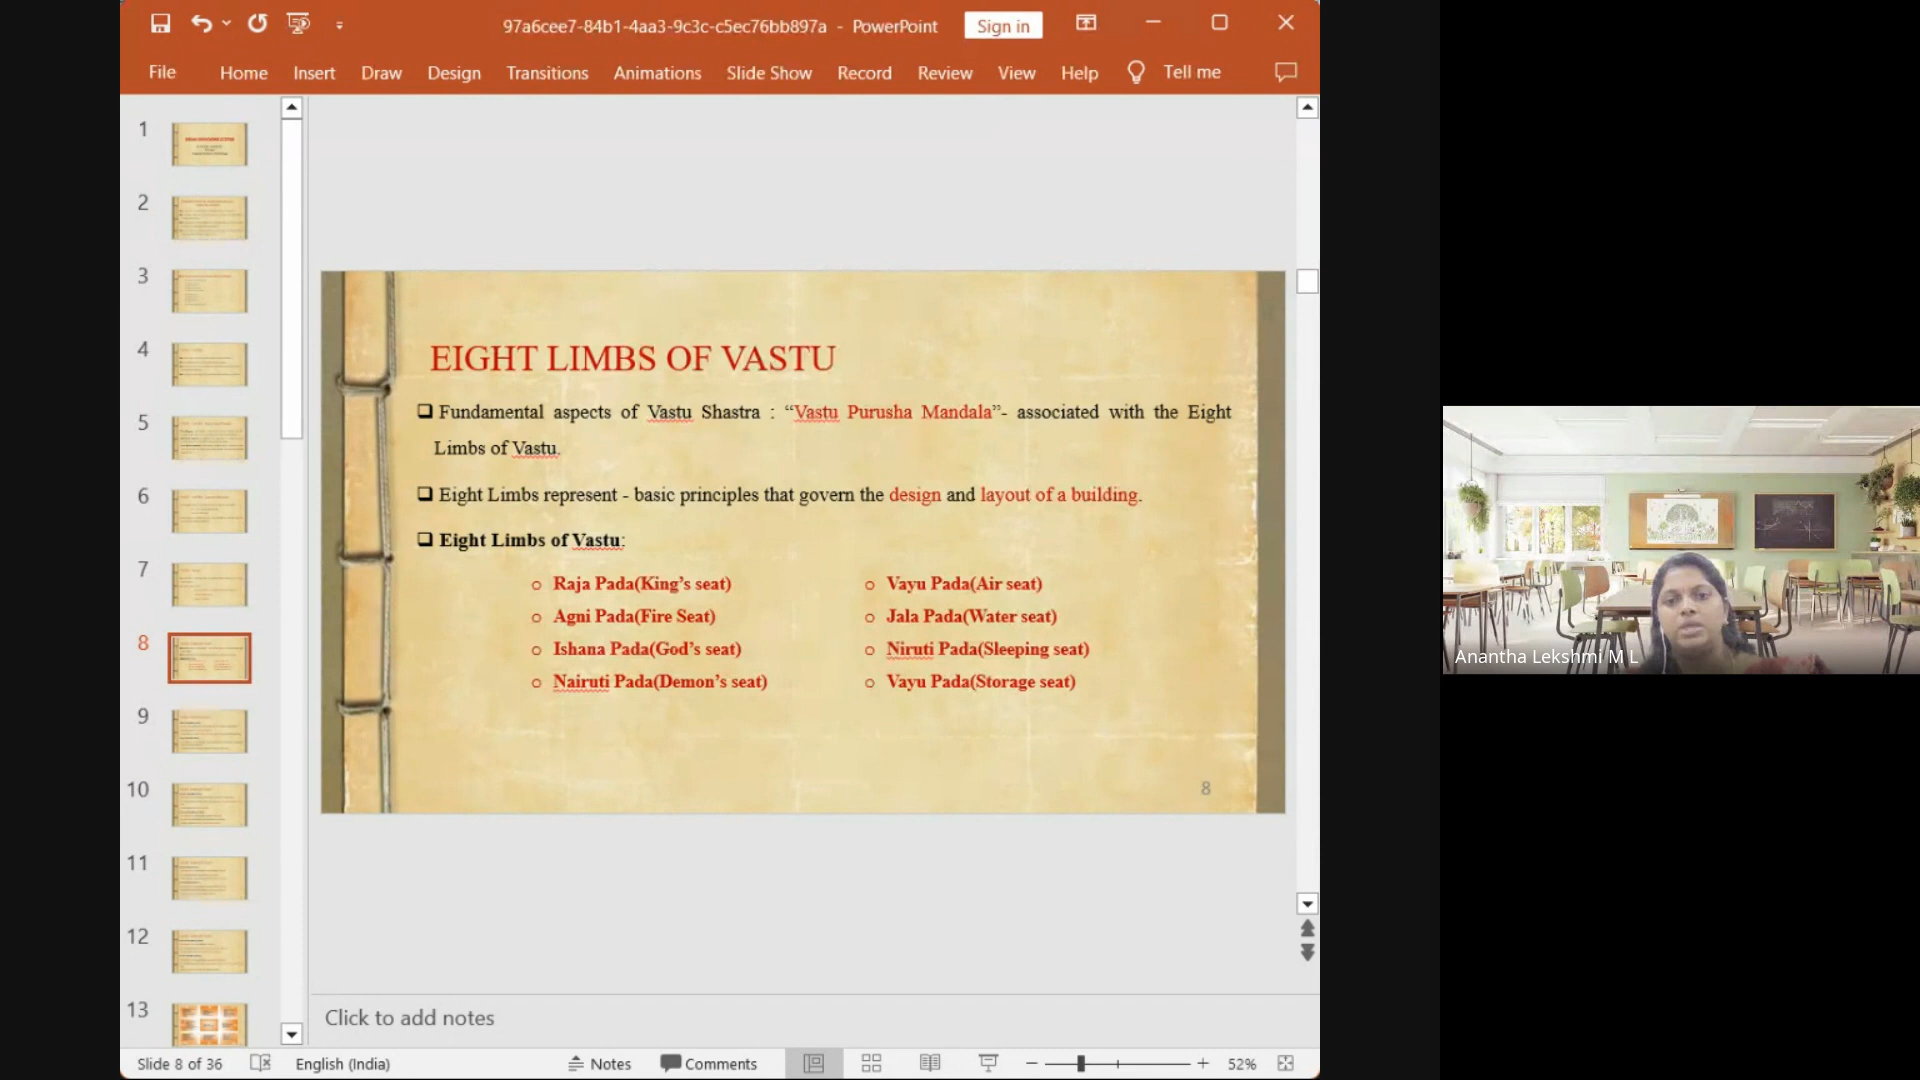 97a6cee7-84b1-4aa3-9c3c-c5ec76bb897a - PowerPoint
Sign in
File Home Insert Draw Design Transitions Animations Slide Show Record Review View Help Tell me
1
2
3
4
5
6
7
8
9
10
11
12
13
EIGHT LIMBS OF VASTU
Fundamental aspects of Vastu Shastra : “Vastu Purusha Mandala”- associated with the Eight
Limbs of Vastu.
Eight Limbs represent - basic principles that govern the design and layout of a building.
Eight Limbs of Vastu:
Raja Pada(King’s seat)
Agni Pada(Fire Seat)
Ishana Pada(God’s seat)
Nairuti Pada(Demon’s seat)
Vayu Pada(Air seat)
Jala Pada(Water seat)
Niruti Pada(Sleeping seat)
Vayu Pada(Storage seat)
8
Click to add notes
Slide 8 of 36 English (India) Notes Comments 52%
Anantha Lekshmi M L